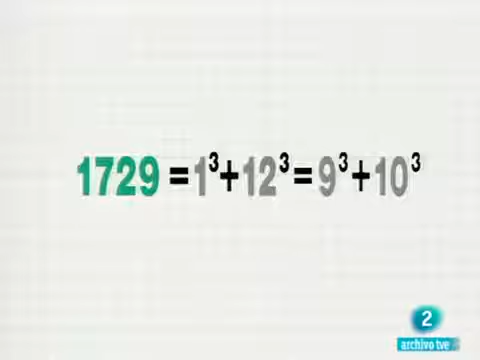 1729 = 1³ + 12³ = 9³ + 10³
2
archivo tve